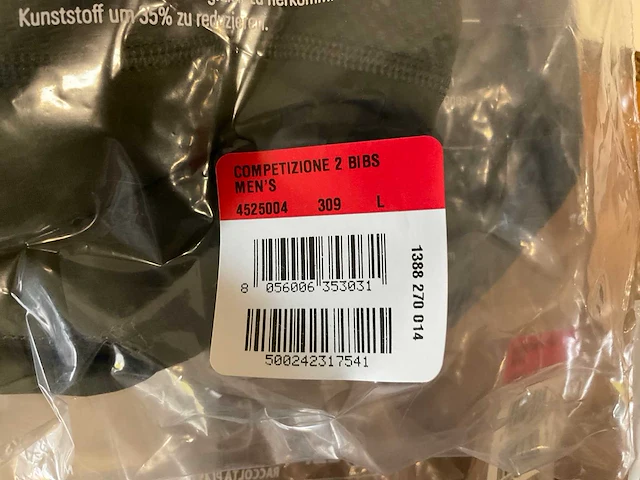 Kunststoff um 35% zu reduzieren.
COMPETIZIONE 2 BIBS
MEN'S
4525004 309 L
8 056006 353031
500242317541
1388 270 014